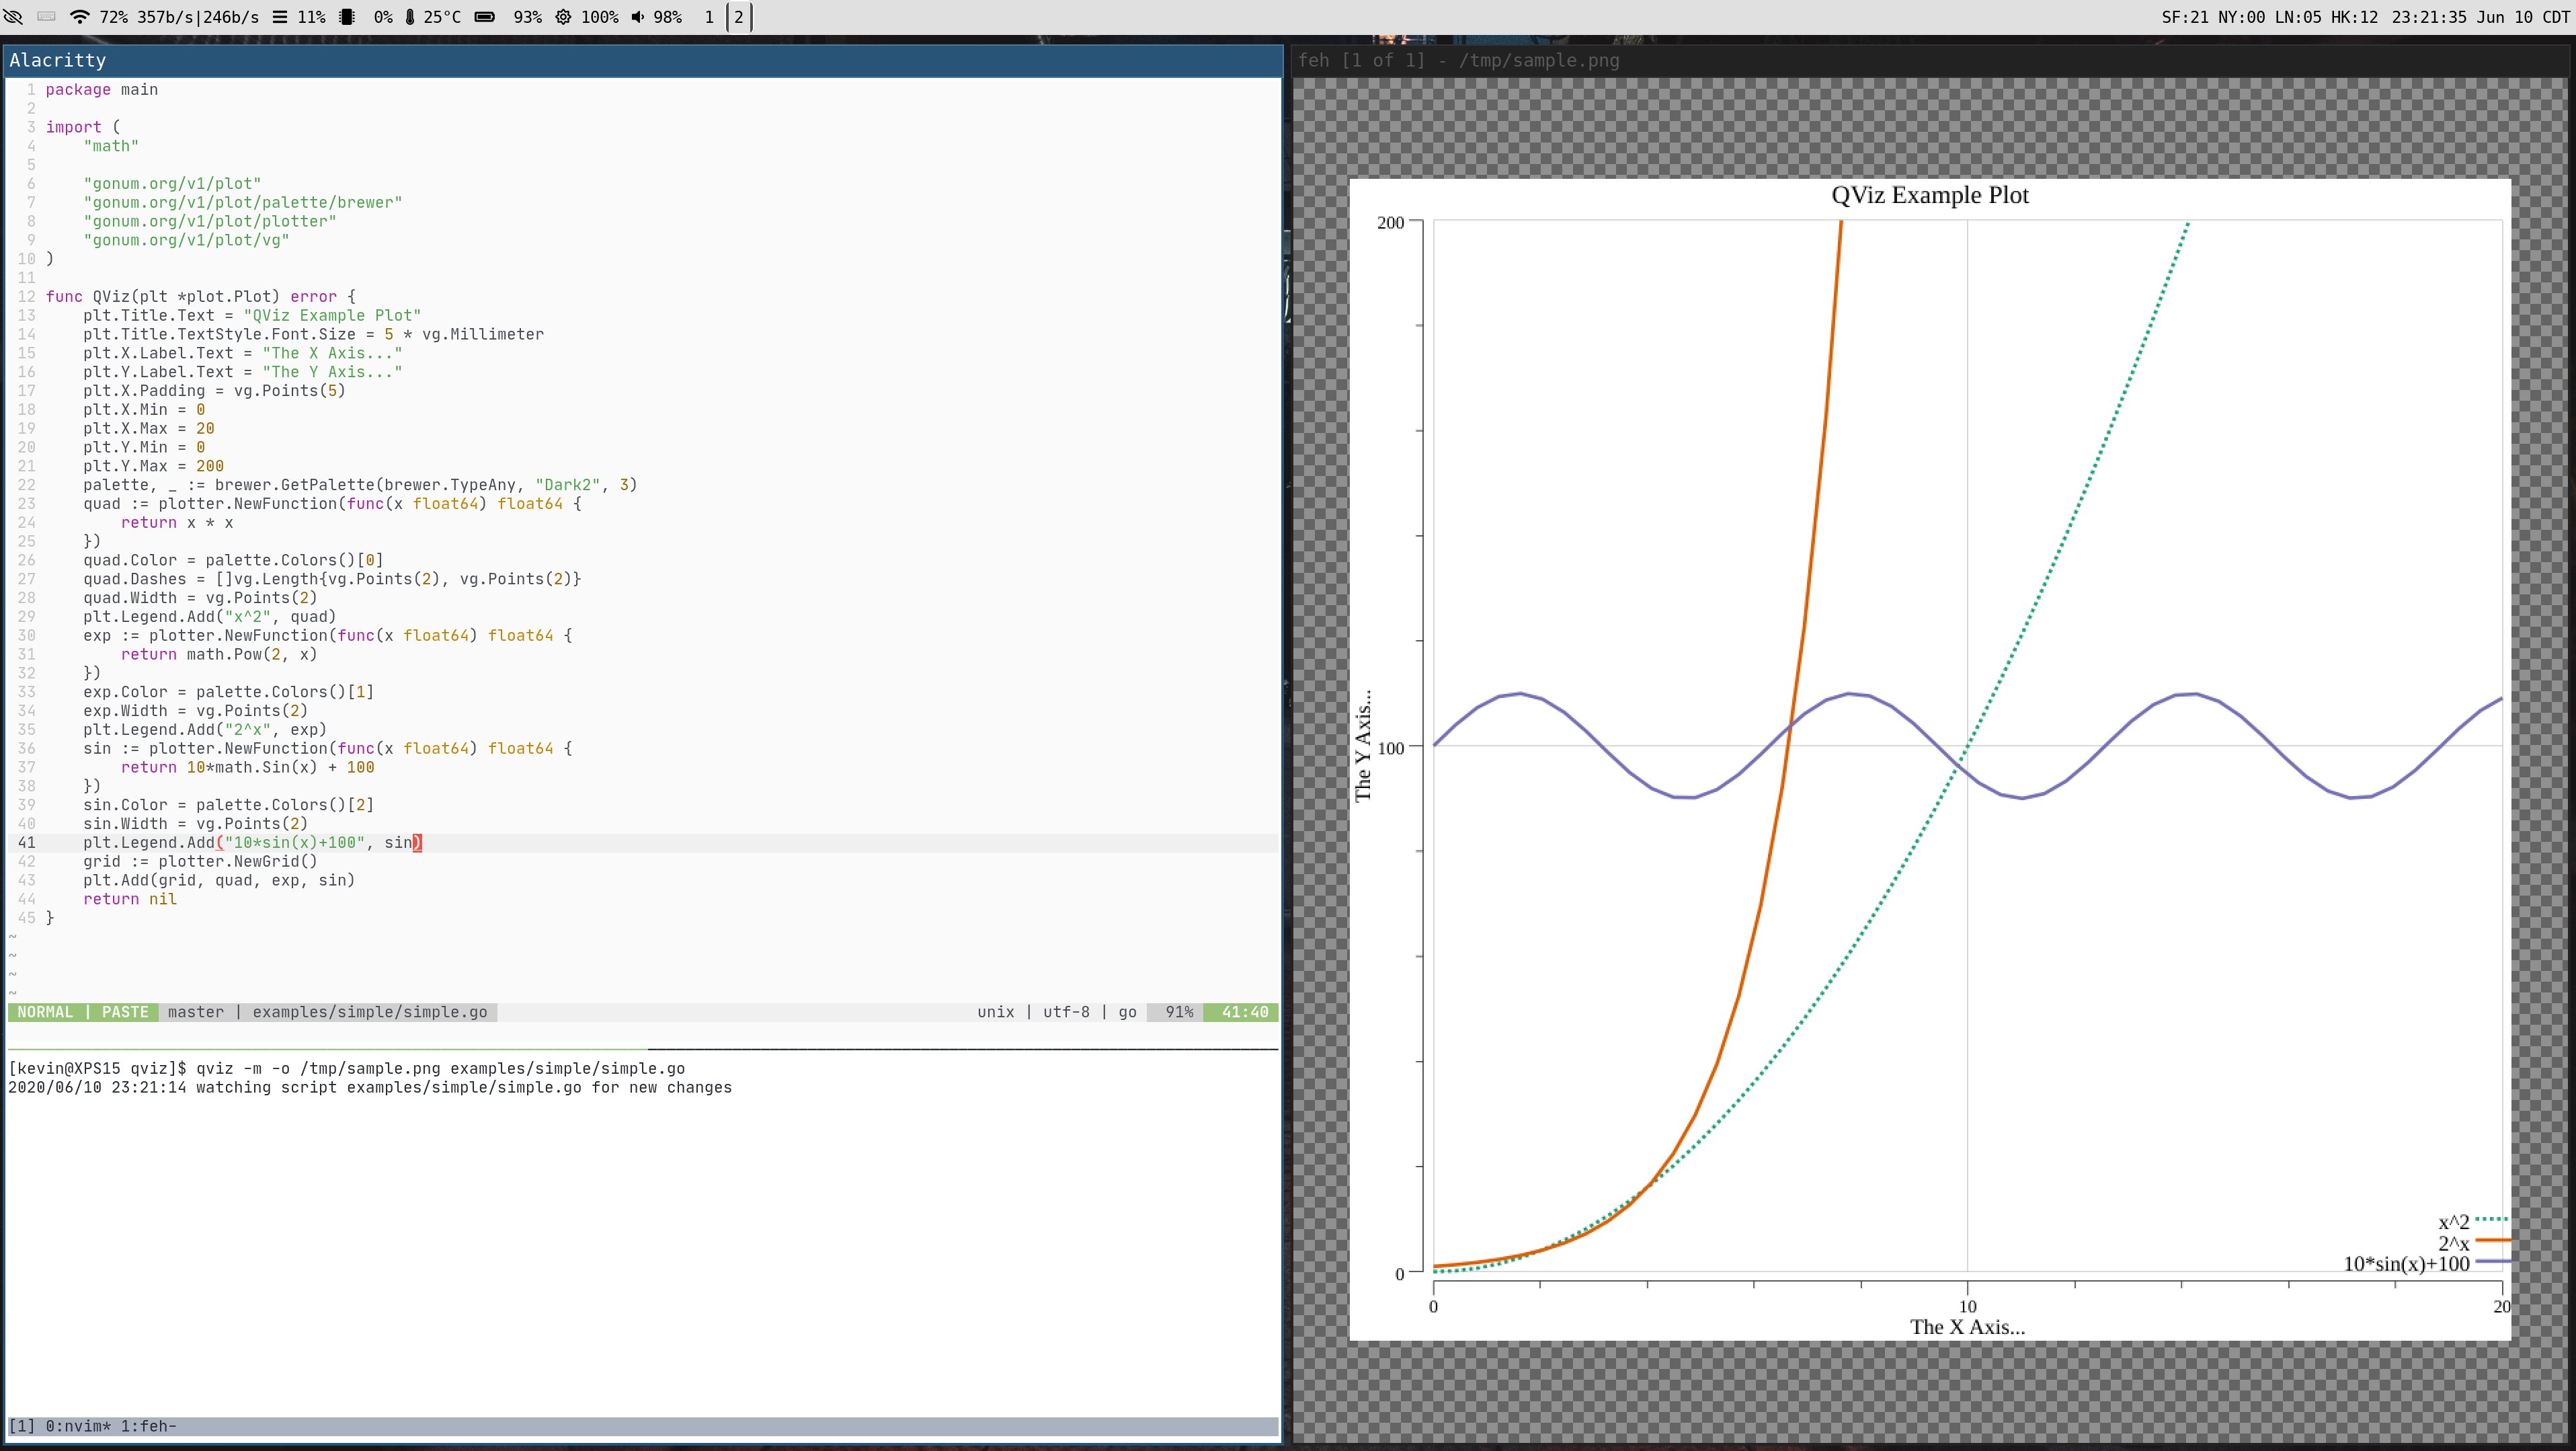 72% 357b/s|246b/s 11% 0% 25°C 93% 100% 98% 1 2
SF:21 NY:00 LN:05 HK:12 23:21:35 Jun 10 CDT
Alacritty
1 package main
2
3 import (
4     "math"
5
6     "gonum.org/v1/plot"
7     "gonum.org/v1/plot/palette/brewer"
8     "gonum.org/v1/plot/plotter"
9     "gonum.org/v1/plot/vg"
10 )
11
12 func QViz(plt *plot.Plot) error {
13     plt.Title.Text = "QViz Example Plot"
14     plt.Title.TextStyle.Font.Size = 5 * vg.Millimeter
15     plt.X.Label.Text = "The X Axis..."
16     plt.Y.Label.Text = "The Y Axis..."
17     plt.X.Padding = vg.Points(5)
18     plt.X.Min = 0
19     plt.X.Max = 20
20     plt.Y.Min = 0
21     plt.Y.Max = 200
22     palette, _ := brewer.GetPalette(brewer.TypeAny, "Dark2", 3)
23     quad := plotter.NewFunction(func(x float64) float64 {
24         return x * x
25     })
26     quad.Color = palette.Colors()[0]
27     quad.Dashes = []vg.Length{vg.Points(2), vg.Points(2)}
28     quad.Width = vg.Points(2)
29     plt.Legend.Add("x^2", quad)
30     exp := plotter.NewFunction(func(x float64) float64 {
31         return math.Pow(2, x)
32     })
33     exp.Color = palette.Colors()[1]
34     exp.Width = vg.Points(2)
35     plt.Legend.Add("2^x", exp)
36     sin := plotter.NewFunction(func(x float64) float64 {
37         return 10*math.Sin(x) + 100
38     })
39     sin.Color = palette.Colors()[2]
40     sin.Width = vg.Points(2)
41     plt.Legend.Add("10*sin(x)+100", sin)
42     grid := plotter.NewGrid()
43     plt.Add(grid, quad, exp, sin)
44     return nil
45 }
~
~
~
~
NORMAL | PASTE master | examples/simple/simple.go unix | utf-8 | go 91% 41:40
[kevin@XPS15 qviz]$ qviz -m -o /tmp/sample.png examples/simple/simple.go
2020/06/10 23:21:14 watching script examples/simple/simple.go for new changes
[1] 0:nvim* 1:feh-
feh [1 of 1] - /tmp/sample.png
QViz Example Plot
200
100
0
The Y Axis...
x^2
2^x
10*sin(x)+100
0 10 20
The X Axis...